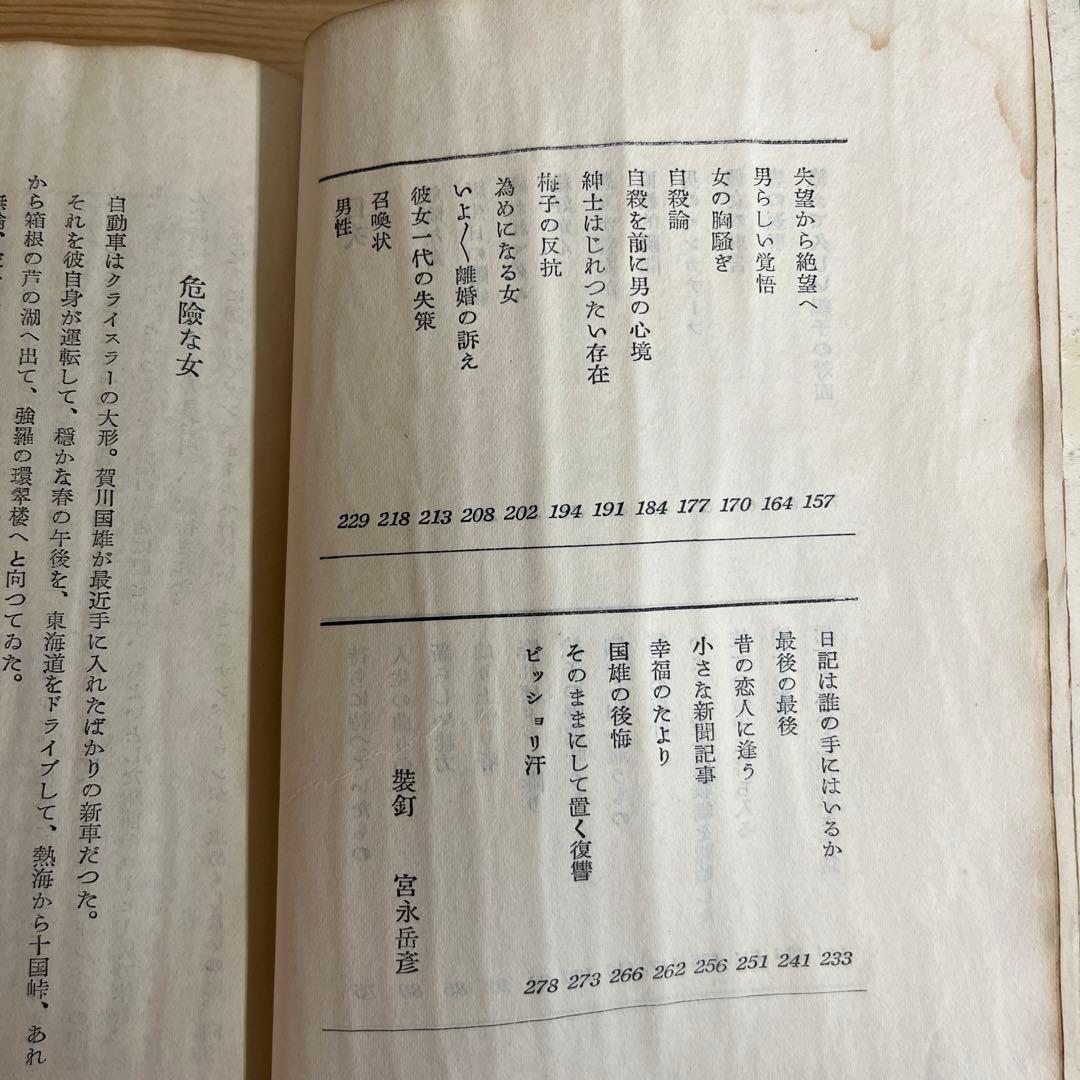 失望から絶望へ 157
男らしい覚悟 164
女の胸騒ぎ 170
自殺論 177
自殺を前に男の心境 184
紳士はじれつたい存在 191
梅子の反抗 194
為めになる女 202
いよ〳〵離婚の訴え 208
彼女一代の失策 213
召喚状 218
男性 229
日記は誰の手にはいるか 233
最後の最後 241
昔の恋人に逢う 251
小さな新聞記事 256
幸福のたより 262
国雄の後悔 266
そのままにして置く復讐 273
ビッショリ汗 278
裝釘 宮永岳彦
危險な女
自動車はクライスラーの大形。賀川国雄が最近手に入れたばかりの新車だつた。
それを彼自身が運転して、穏かな春の午後を、東海道をドライブして、熱海から十国峠、あれ
から箱根の芦の湖へ出て、強羅の環翠楼へと向つてゐた。